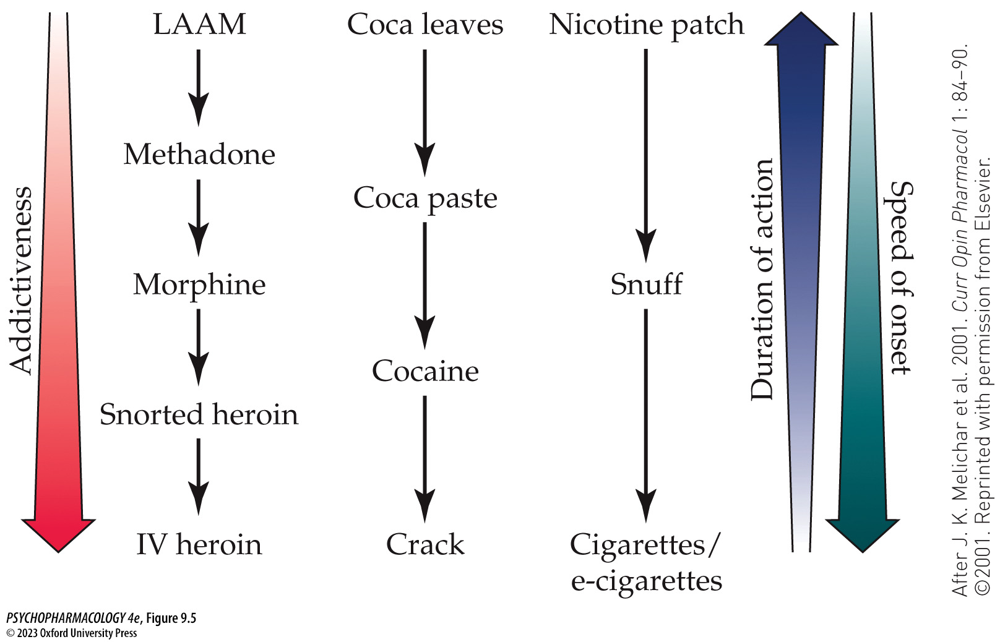 Addictiveness
LAAM
Methadone
Morphine
Snorted heroin
IV heroin
Coca leaves
Coca paste
Cocaine
Crack
Nicotine patch
Snuff
Cigarettes/
e-cigarettes
Duration of action
Speed of onset
After J. K. Melichar et al. 2001. Curr Opin Pharmacol 1: 84–90.
©2001. Reprinted with permission from Elsevier.
PSYCHOPHARMACOLOGY 4e, Figure 9.5
© 2023 Oxford University Press